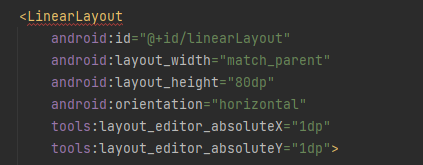 <LinearLayout
android:id="@+id/linearLayout"
android:layout_width="match_parent"
android:layout_height="80dp"
android:orientation="horizontal"
tools:layout_editor_absoluteX="1dp"
tools:layout_editor_absoluteY="1dp">